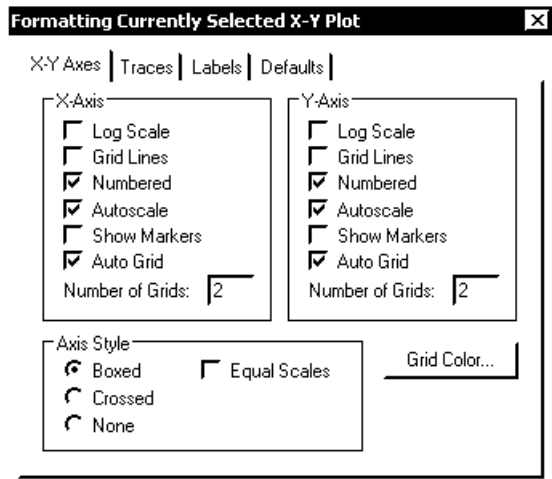 Formatting Currently Selected X-Y Plot
X-Y Axes Traces Labels Defaults
X-Axis
Log Scale
Grid Lines
Numbered
Autoscale
Show Markers
Auto Grid
Number of Grids: 2
Y-Axis
Log Scale
Grid Lines
Numbered
Autoscale
Show Markers
Auto Grid
Number of Grids: 2
Axis Style
Boxed
Crossed
None
Equal Scales
Grid Color...